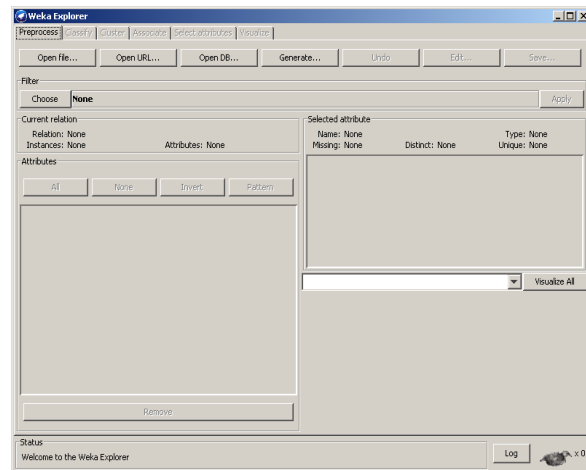 Weka Explorer
Preprocess Classify Cluster Associate Select attributes Visualize
Open file... Open URL... Open DB... Generate... Undo Edit... Save...
Filter
Choose None Apply
Current relation
Relation: None
Instances: None Attributes: None
Attributes
All None Invert Pattern
Remove
Selected attribute
Name: None Type: None
Missing: None Distinct: None Unique: None
Visualize All
Status
Welcome to the Weka Explorer
Log x 0